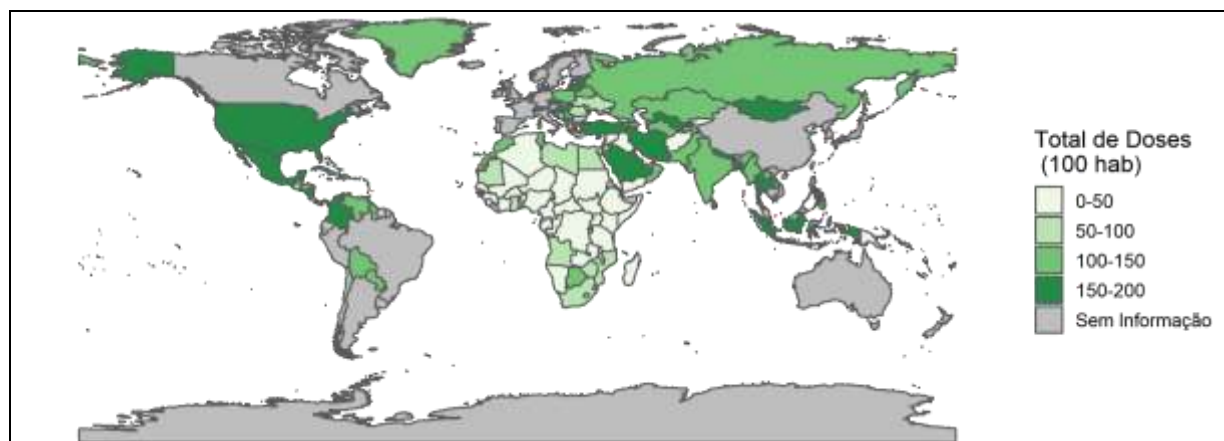 Total de Doses
(100 hab)
0-50
50-100
100-150
150-200
Sem Informação